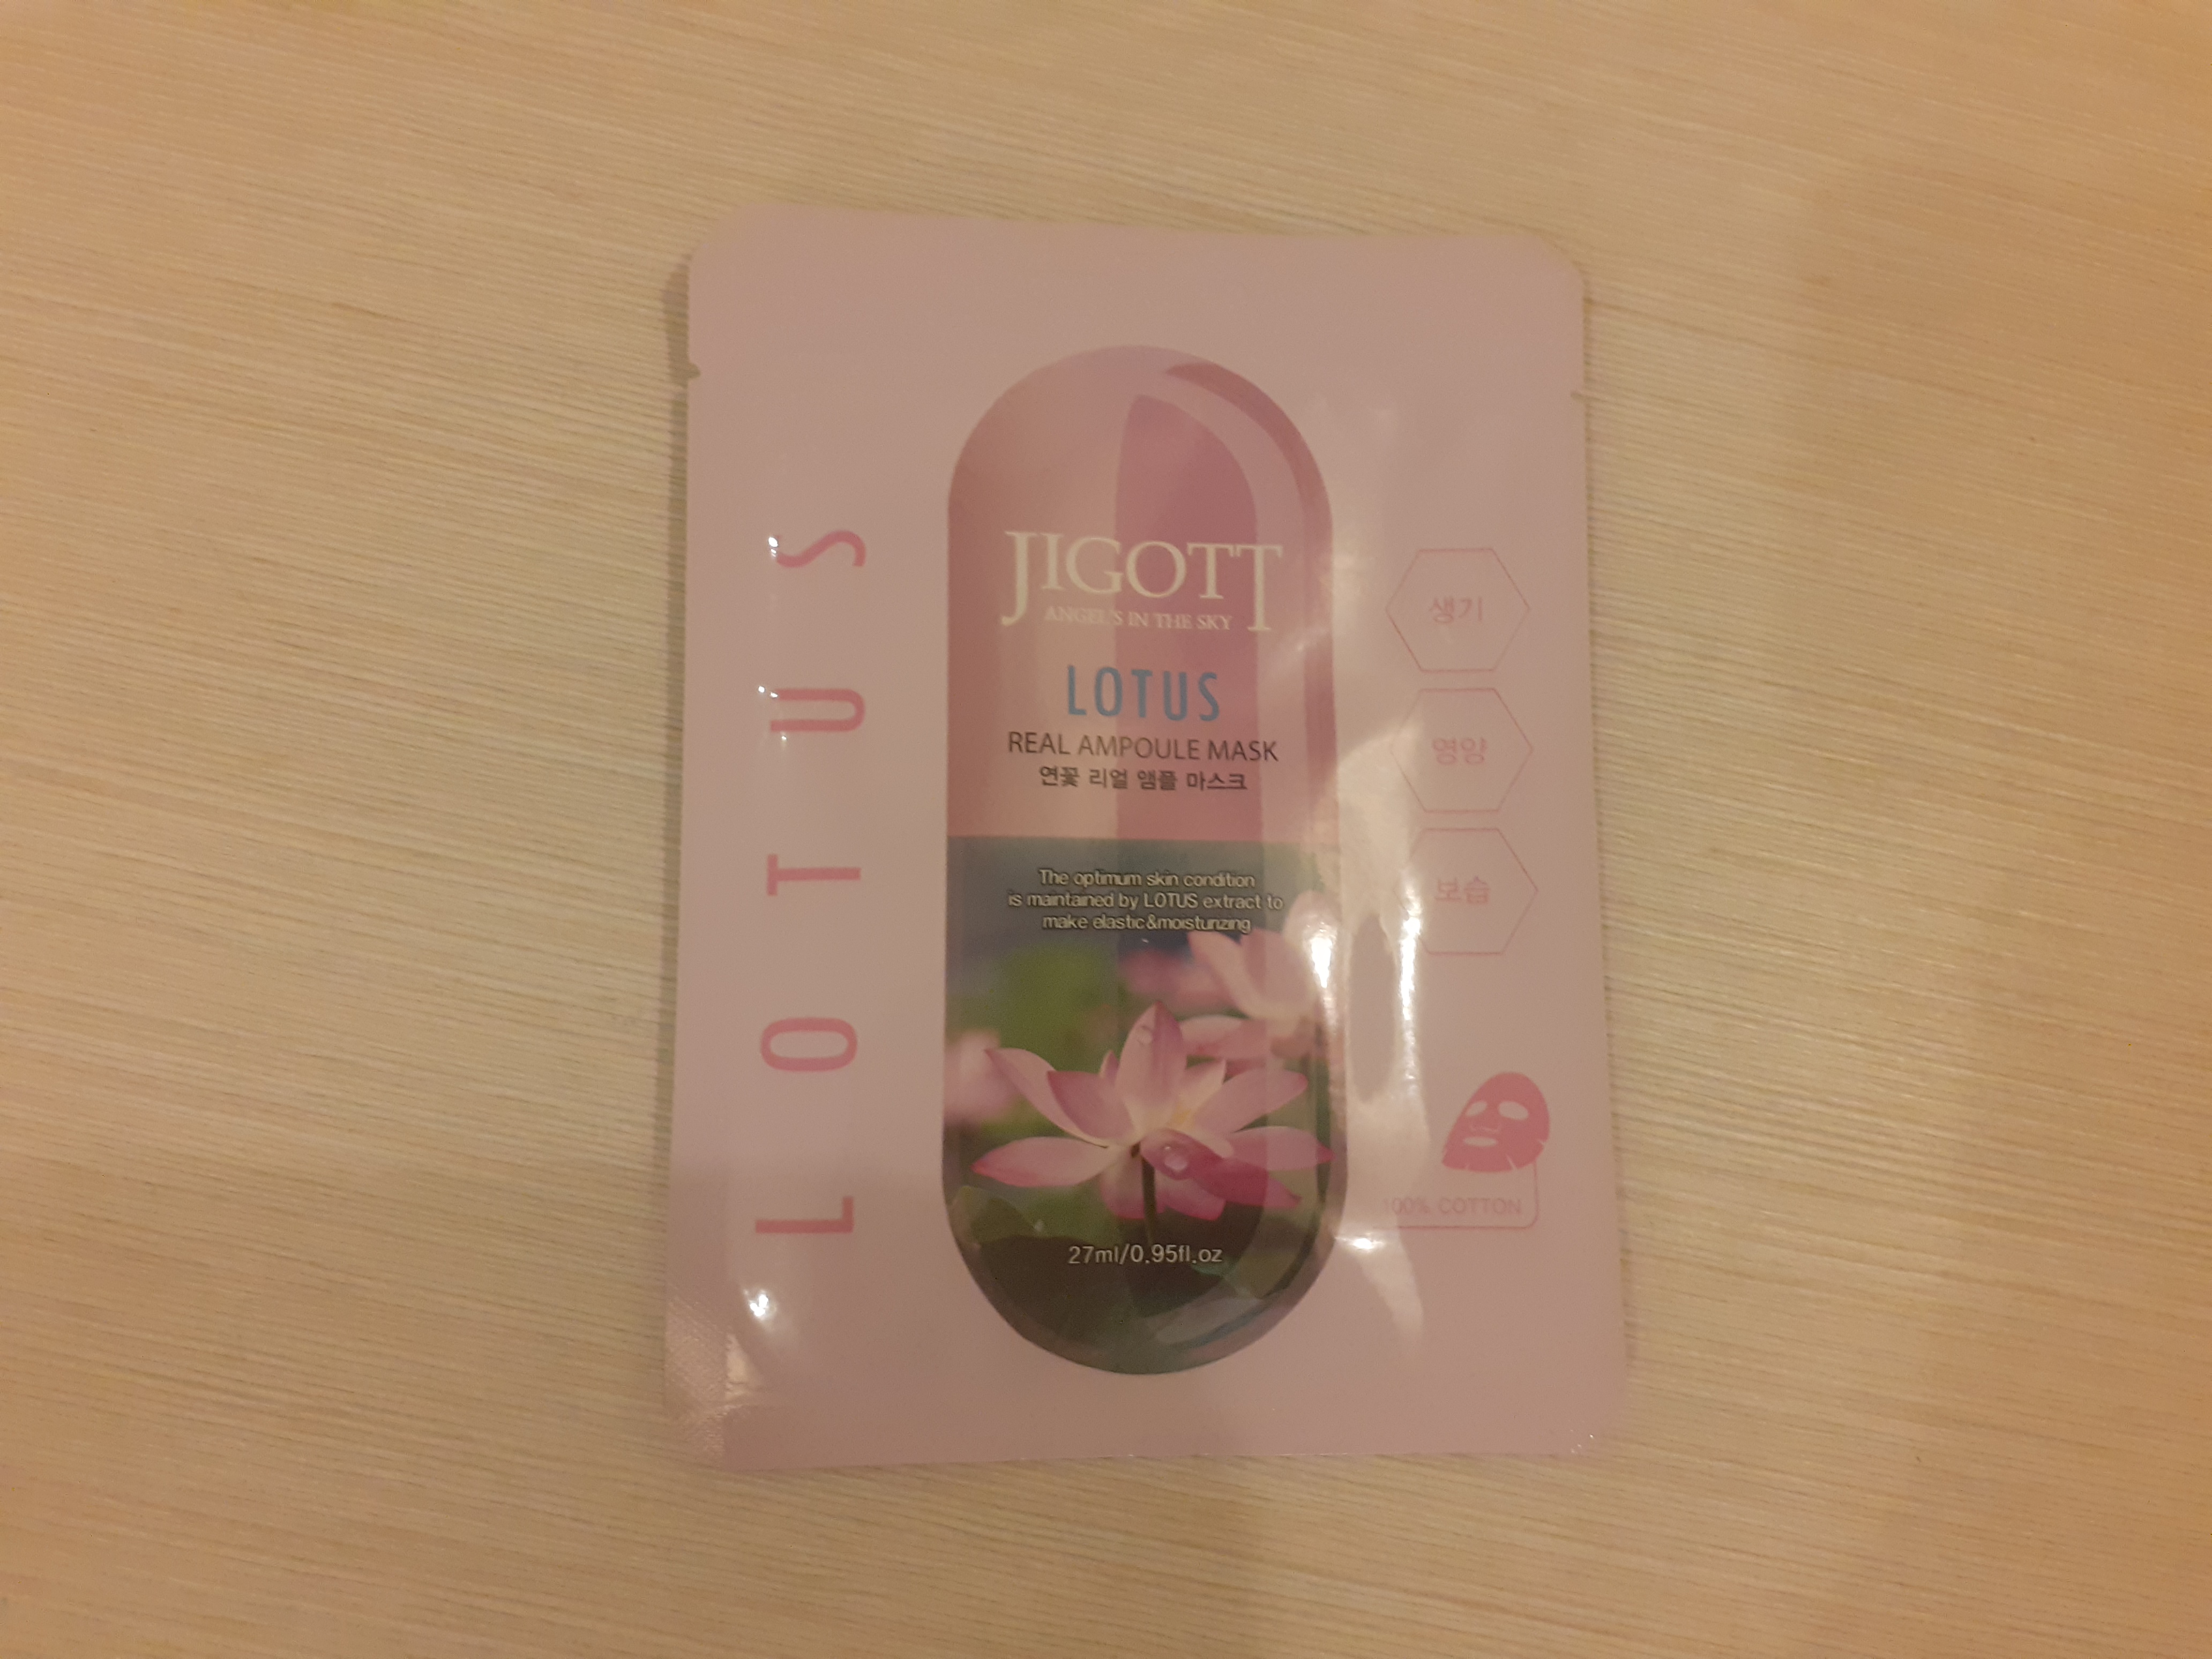 LOTUS
JIGOTT
ANGEL'S IN THE SKY
LOTUS
REAL AMPOULE MASK
연꽃 리얼 앰플 마스크
The optimum skin condition
is maintained by LOTUS extract to
make elastic&moisturizing
27ml/0.95fl.oz
생기
영양
보습
100% COTTON